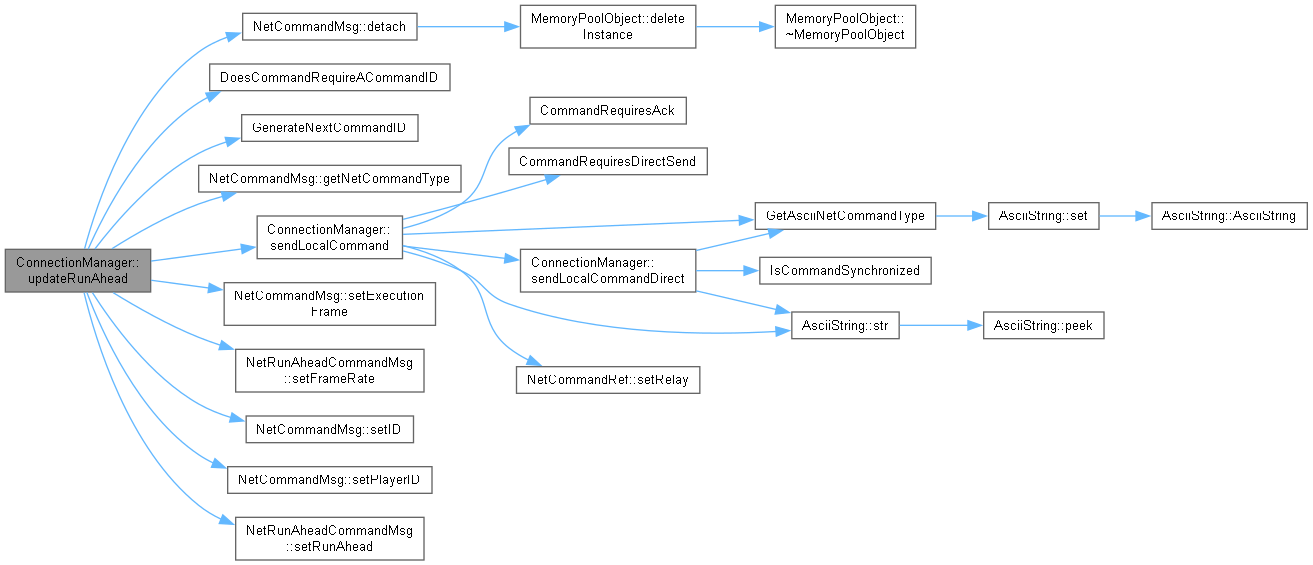 NetCommandMsg::detach
MemoryPoolObject::delete
Instance
MemoryPoolObject::
~MemoryPoolObject
DoesCommandRequireACommandID
CommandRequiresAck
GenerateNextCommandID
CommandRequiresDirectSend
NetCommandMsg::getNetCommandType
GetAsciiNetCommandType
AsciiString::set
AsciiString::AsciiString
ConnectionManager::
sendLocalCommand
ConnectionManager::
updateRunAhead
ConnectionManager::
sendLocalCommandDirect
IsCommandSynchronized
NetCommandMsg::setExecution
Frame
AsciiString::str
AsciiString::peek
NetRunAheadCommandMsg
::setFrameRate
NetCommandRef::setRelay
NetCommandMsg::setID
NetCommandMsg::setPlayerID
NetRunAheadCommandMsg
::setRunAhead